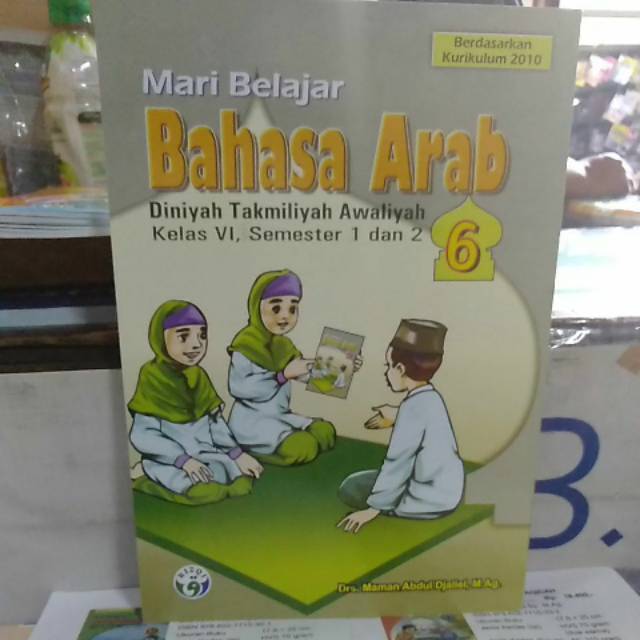 Berdasarkan
Kurikulum 2010
Mari Belajar
Bahasa Arab
Diniyah Takmiliyah Awaliyah
Kelas VI, Semester 1 dan 2
6
Drs. Maman Abdul Djaliel, M.Ag.
3.